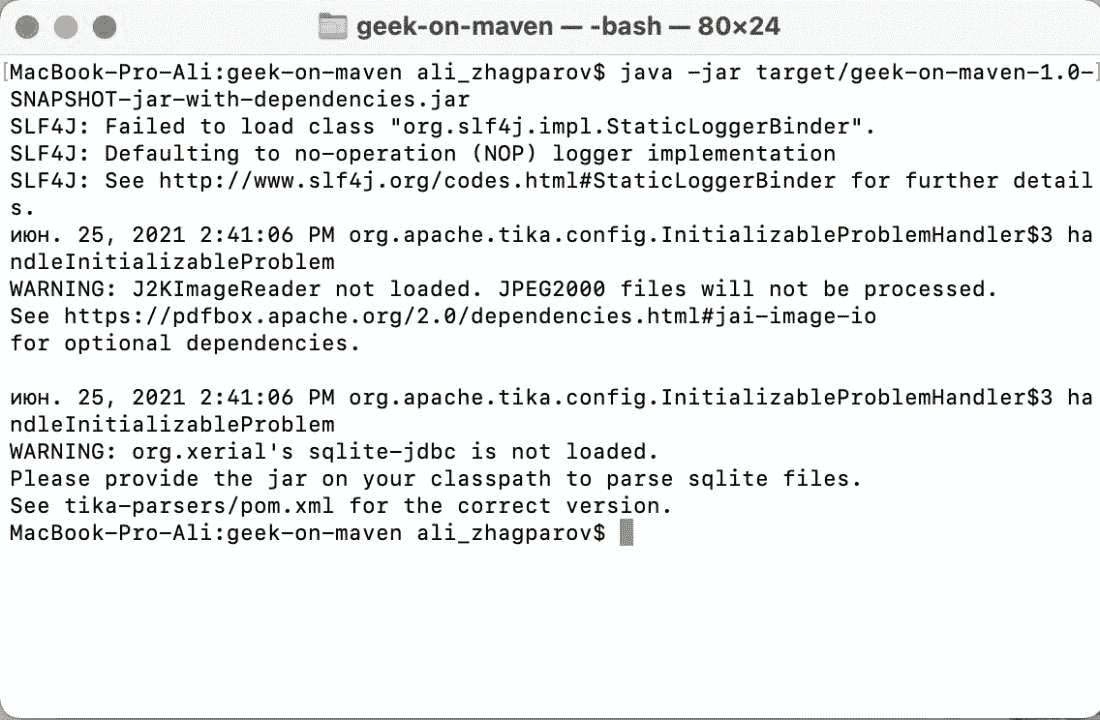 geek-on-maven — -bash — 80×24
[MacBook-Pro-Ali:geek-on-maven ali_zhagparov$ java -jar target/geek-on-maven-1.0-]
SNAPSHOT-jar-with-dependencies.jar
SLF4J: Failed to load class "org.slf4j.impl.StaticLoggerBinder".
SLF4J: Defaulting to no-operation (NOP) logger implementation
SLF4J: See http://www.slf4j.org/codes.html#StaticLoggerBinder for further detail
s.
июн. 25, 2021 2:41:06 PM org.apache.tika.config.InitializableProblemHandler$3 ha
ndleInitializableProblem
WARNING: J2KImageReader not loaded. JPEG2000 files will not be processed.
See https://pdfbox.apache.org/2.0/dependencies.html#jai-image-io
for optional dependencies.
июн. 25, 2021 2:41:06 PM org.apache.tika.config.InitializableProblemHandler$3 ha
ndleInitializableProblem
WARNING: org.xerial's sqlite-jdbc is not loaded.
Please provide the jar on your classpath to parse sqlite files.
See tika-parsers/pom.xml for the correct version.
MacBook-Pro-Ali:geek-on-maven ali_zhagparov$